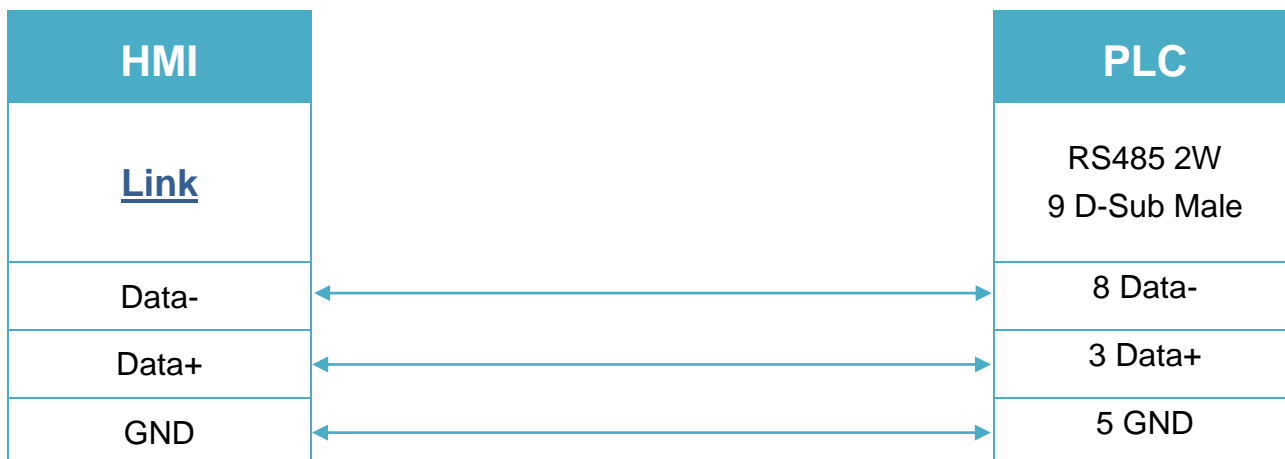 HMI PLC
Link RS485 2W
9 D-Sub Male
Data- 8 Data-
Data+ 3 Data+
GND 5 GND